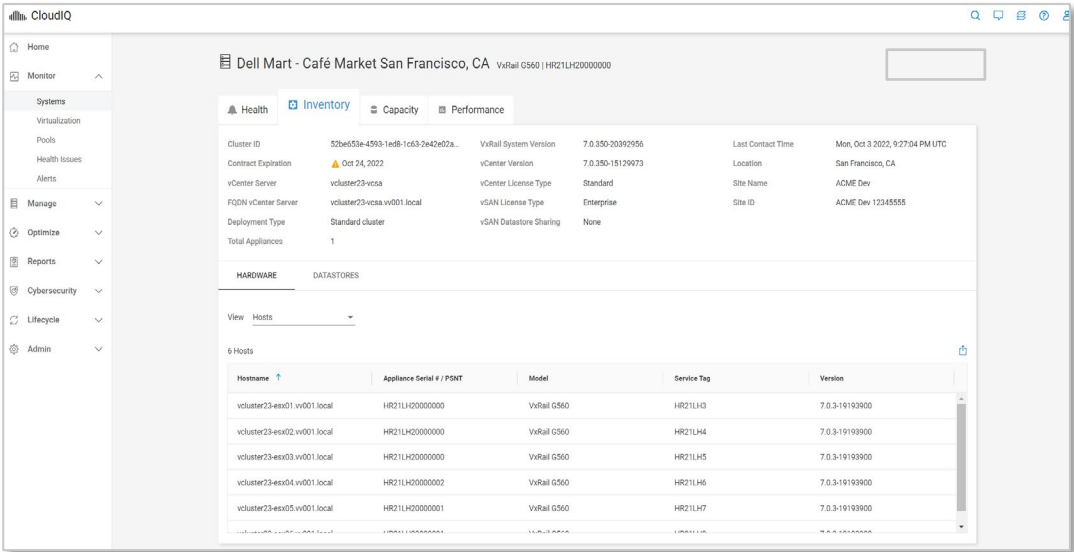 CloudIQ
Home
Monitor
Systems
Virtualization
Pools
Health Issues
Alerts
Manage
Optimize
Reports
Cybersecurity
Lifecycle
Admin
Dell Mart - Café Market San Francisco, CA VxRail G560 | HR21LH20000000
Health Inventory Capacity Performance
Cluster ID 52be653e-4593-1ed8-1c63-2e42e02a... VxRail System Version 7.0.350-20392956 Last Contact Time Mon, Oct 3 2022, 9:27:04 PM UTC
Contract Expiration Oct 24, 2022 vCenter Version 7.0.350-15129973 Location San Francisco, CA
vCenter Server vcluster23-vcsa vCenter License Type Standard Site Name ACME Dev
FQDN vCenter Server vcluster23-vcsa.vv001.local vSAN License Type Enterprise Site ID ACME Dev 12345555
Deployment Type Standard cluster vSAN Datastore Sharing None
Total Appliances 1
HARDWARE DATASTORES
View Hosts
6 Hosts
Hostname Appliance Serial # / PSNT Model Service Tag Version
vcluster23-esx01.vv001.local HR21LH20000000 VxRail G560 HR21LH3 7.0.3-19193900
vcluster23-esx02.vv001.local HR21LH20000000 VxRail G560 HR21LH4 7.0.3-19193900
vcluster23-esx03.vv001.local HR21LH20000000 VxRail G560 HR21LH5 7.0.3-19193900
vcluster23-esx04.vv001.local HR21LH20000002 VxRail G560 HR21LH6 7.0.3-19193900
vcluster23-esx05.vv001.local HR21LH20000001 VxRail G560 HR21LH7 7.0.3-19193900